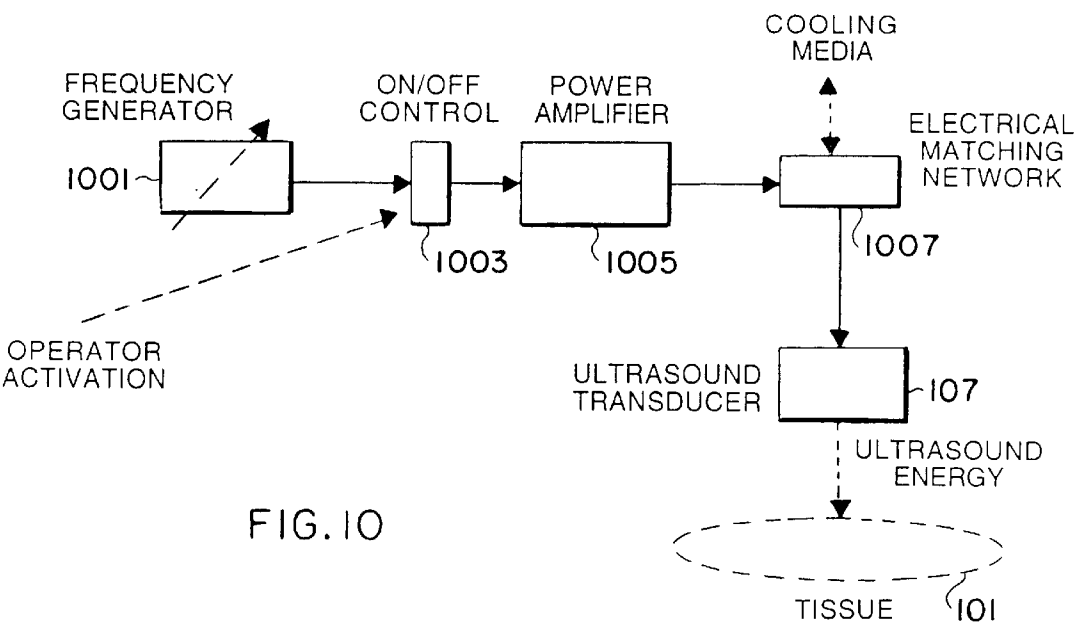 COOLING
MEDIA
FREQUENCY
GENERATOR
ON/OFF
CONTROL
POWER
AMPLIFIER
ELECTRICAL
MATCHING
NETWORK
1001
1003
1005
1007
OPERATOR
ACTIVATION
ULTRASOUND
TRANSDUCER
107
ULTRASOUND
ENERGY
FIG.10
TISSUE
101